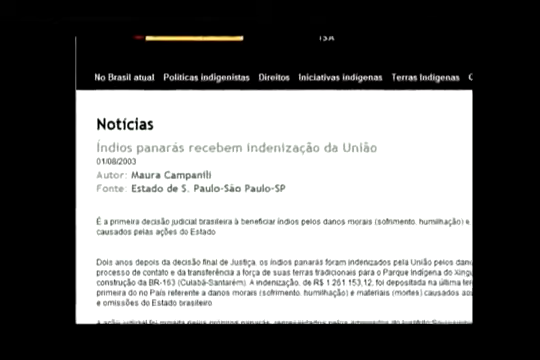 ISA
No Brasil atual Políticas indigenistas Direitos Iniciativas indígenas Terras Indígenas
Notícias
Índios panarás recebem indenização da União
01/08/2003
Autor: Maura Campanili
Fonte: Estado de S. Paulo-São Paulo-SP
É a primeira decisão judicial brasileira a beneficiar índios pelos danos morais (sofrimento, humilhação) e
causados pelas ações do Estado
Dois anos depois da decisão final de Justiça, os índios panarás foram indenizados pela União pelos
processo de contato e da transferência a força de suas terras tradicionais para o Parque Indígena do
construção da BR-163 (Cuiabá-Santarém). A indenização, de R$ 1.261.153,12, foi depositada na última
primeira do no País referente a danos morais (sofrimento, humilhação) e materiais (mortes) causados
e omissões do Estado brasileiro